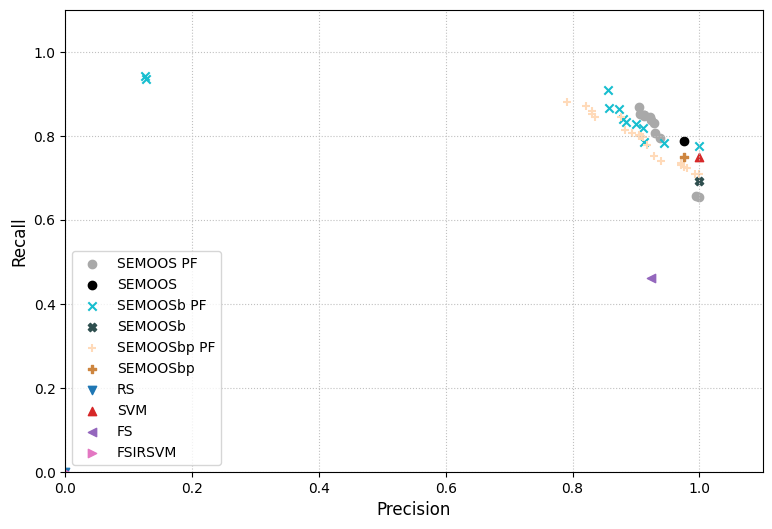 1.0
0.8
0.6
0.4
0.2
0.0
Recall
SEMOOS PF
SEMOOS
SEMOOSb PF
SEMOOSb
SEMOOSbp PF
SEMOOSbp
RS
SVM
FS
FSIRSVM
0.0 0.2 0.4 0.6 0.8 1.0
Precision